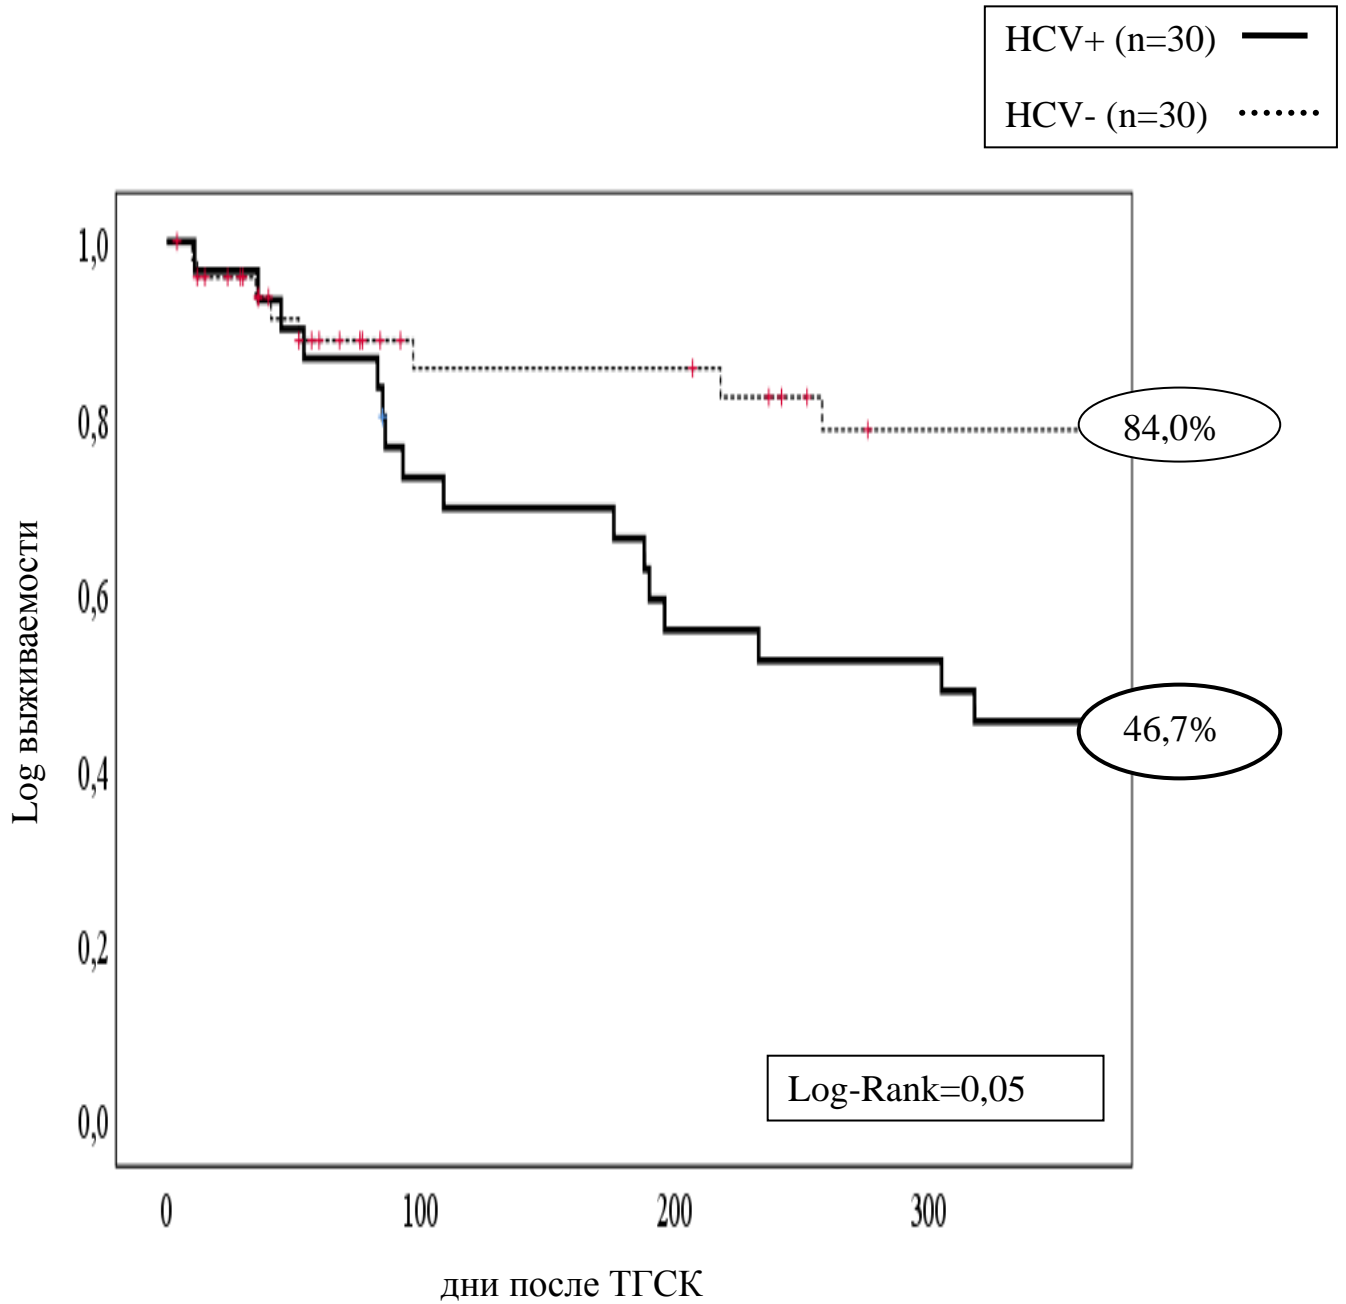 HCV+ (n=30)
HCV- (n=30)
1,0
0,8
0,6
0,4
0,2
0,0
Log выживаемости
84,0%
46,7%
Log-Rank=0,05
0 100 200 300
дни после ТГСК